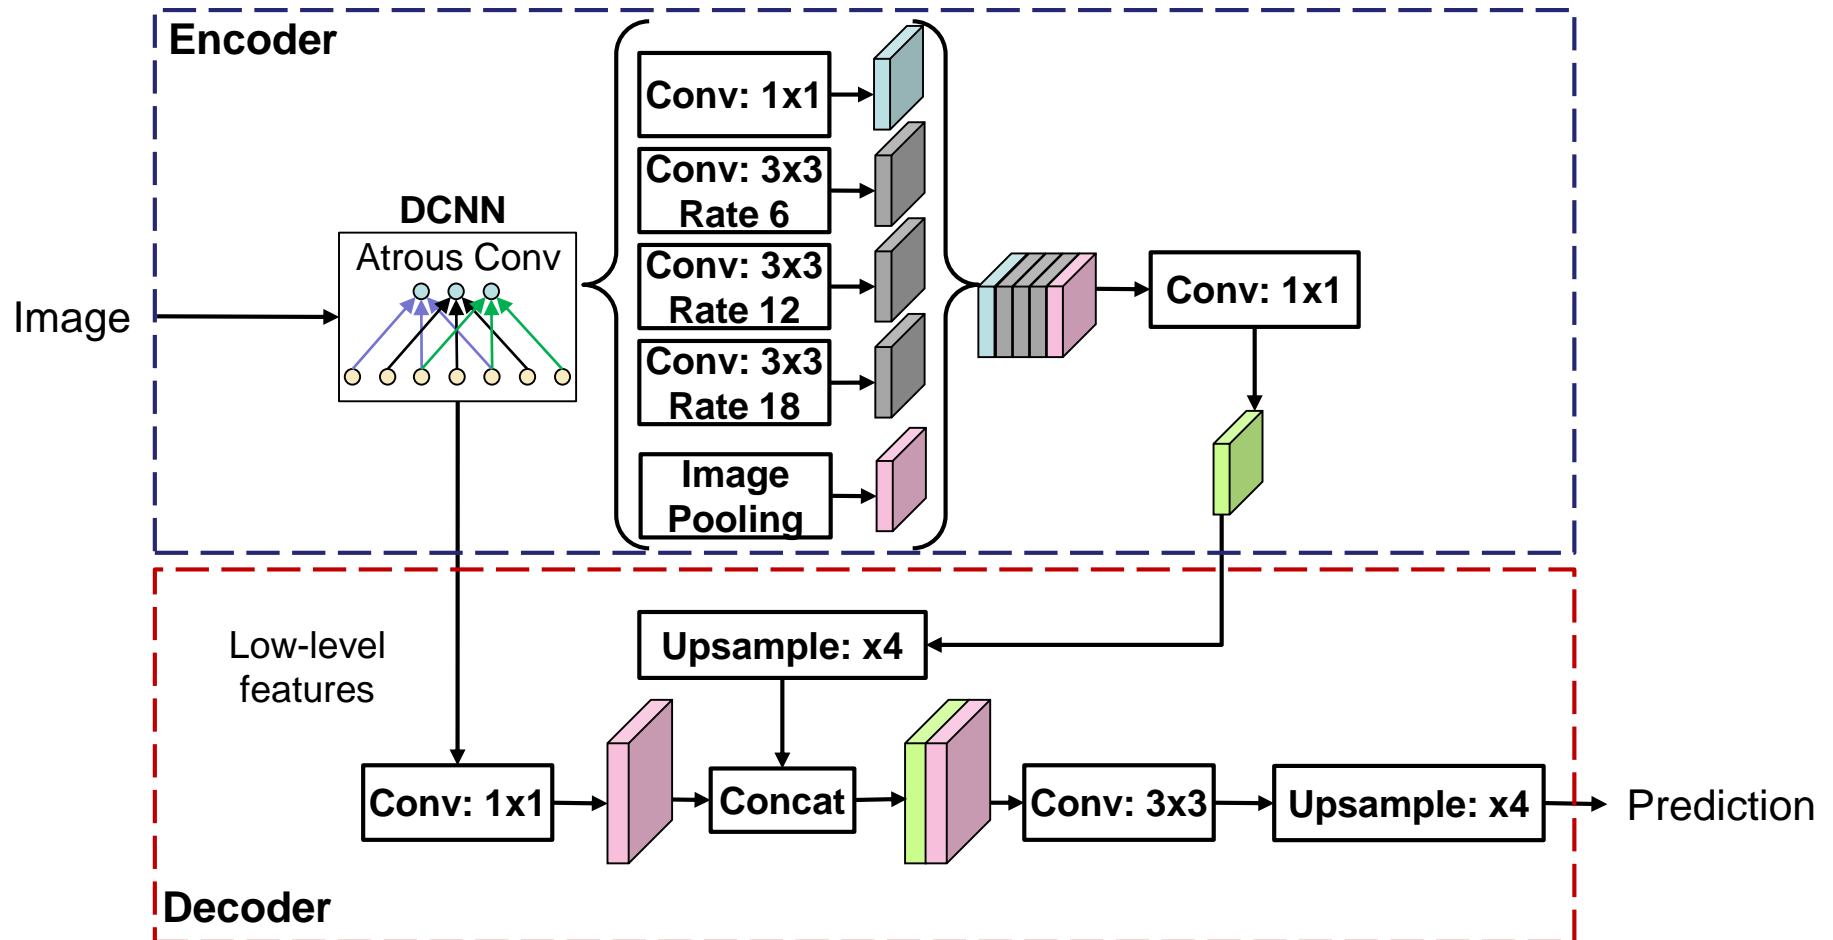 Encoder
Conv: 1x1
Conv: 3x3
Rate 6
DCNN
Atrous Conv
Conv: 3x3
Rate 12
Conv: 1x1
Image
Conv: 3x3
Rate 18
Image
Pooling
Low-level
features
Upsample: x4
Conv: 1x1
Concat
Conv: 3x3
Upsample: x4
Prediction
Decoder